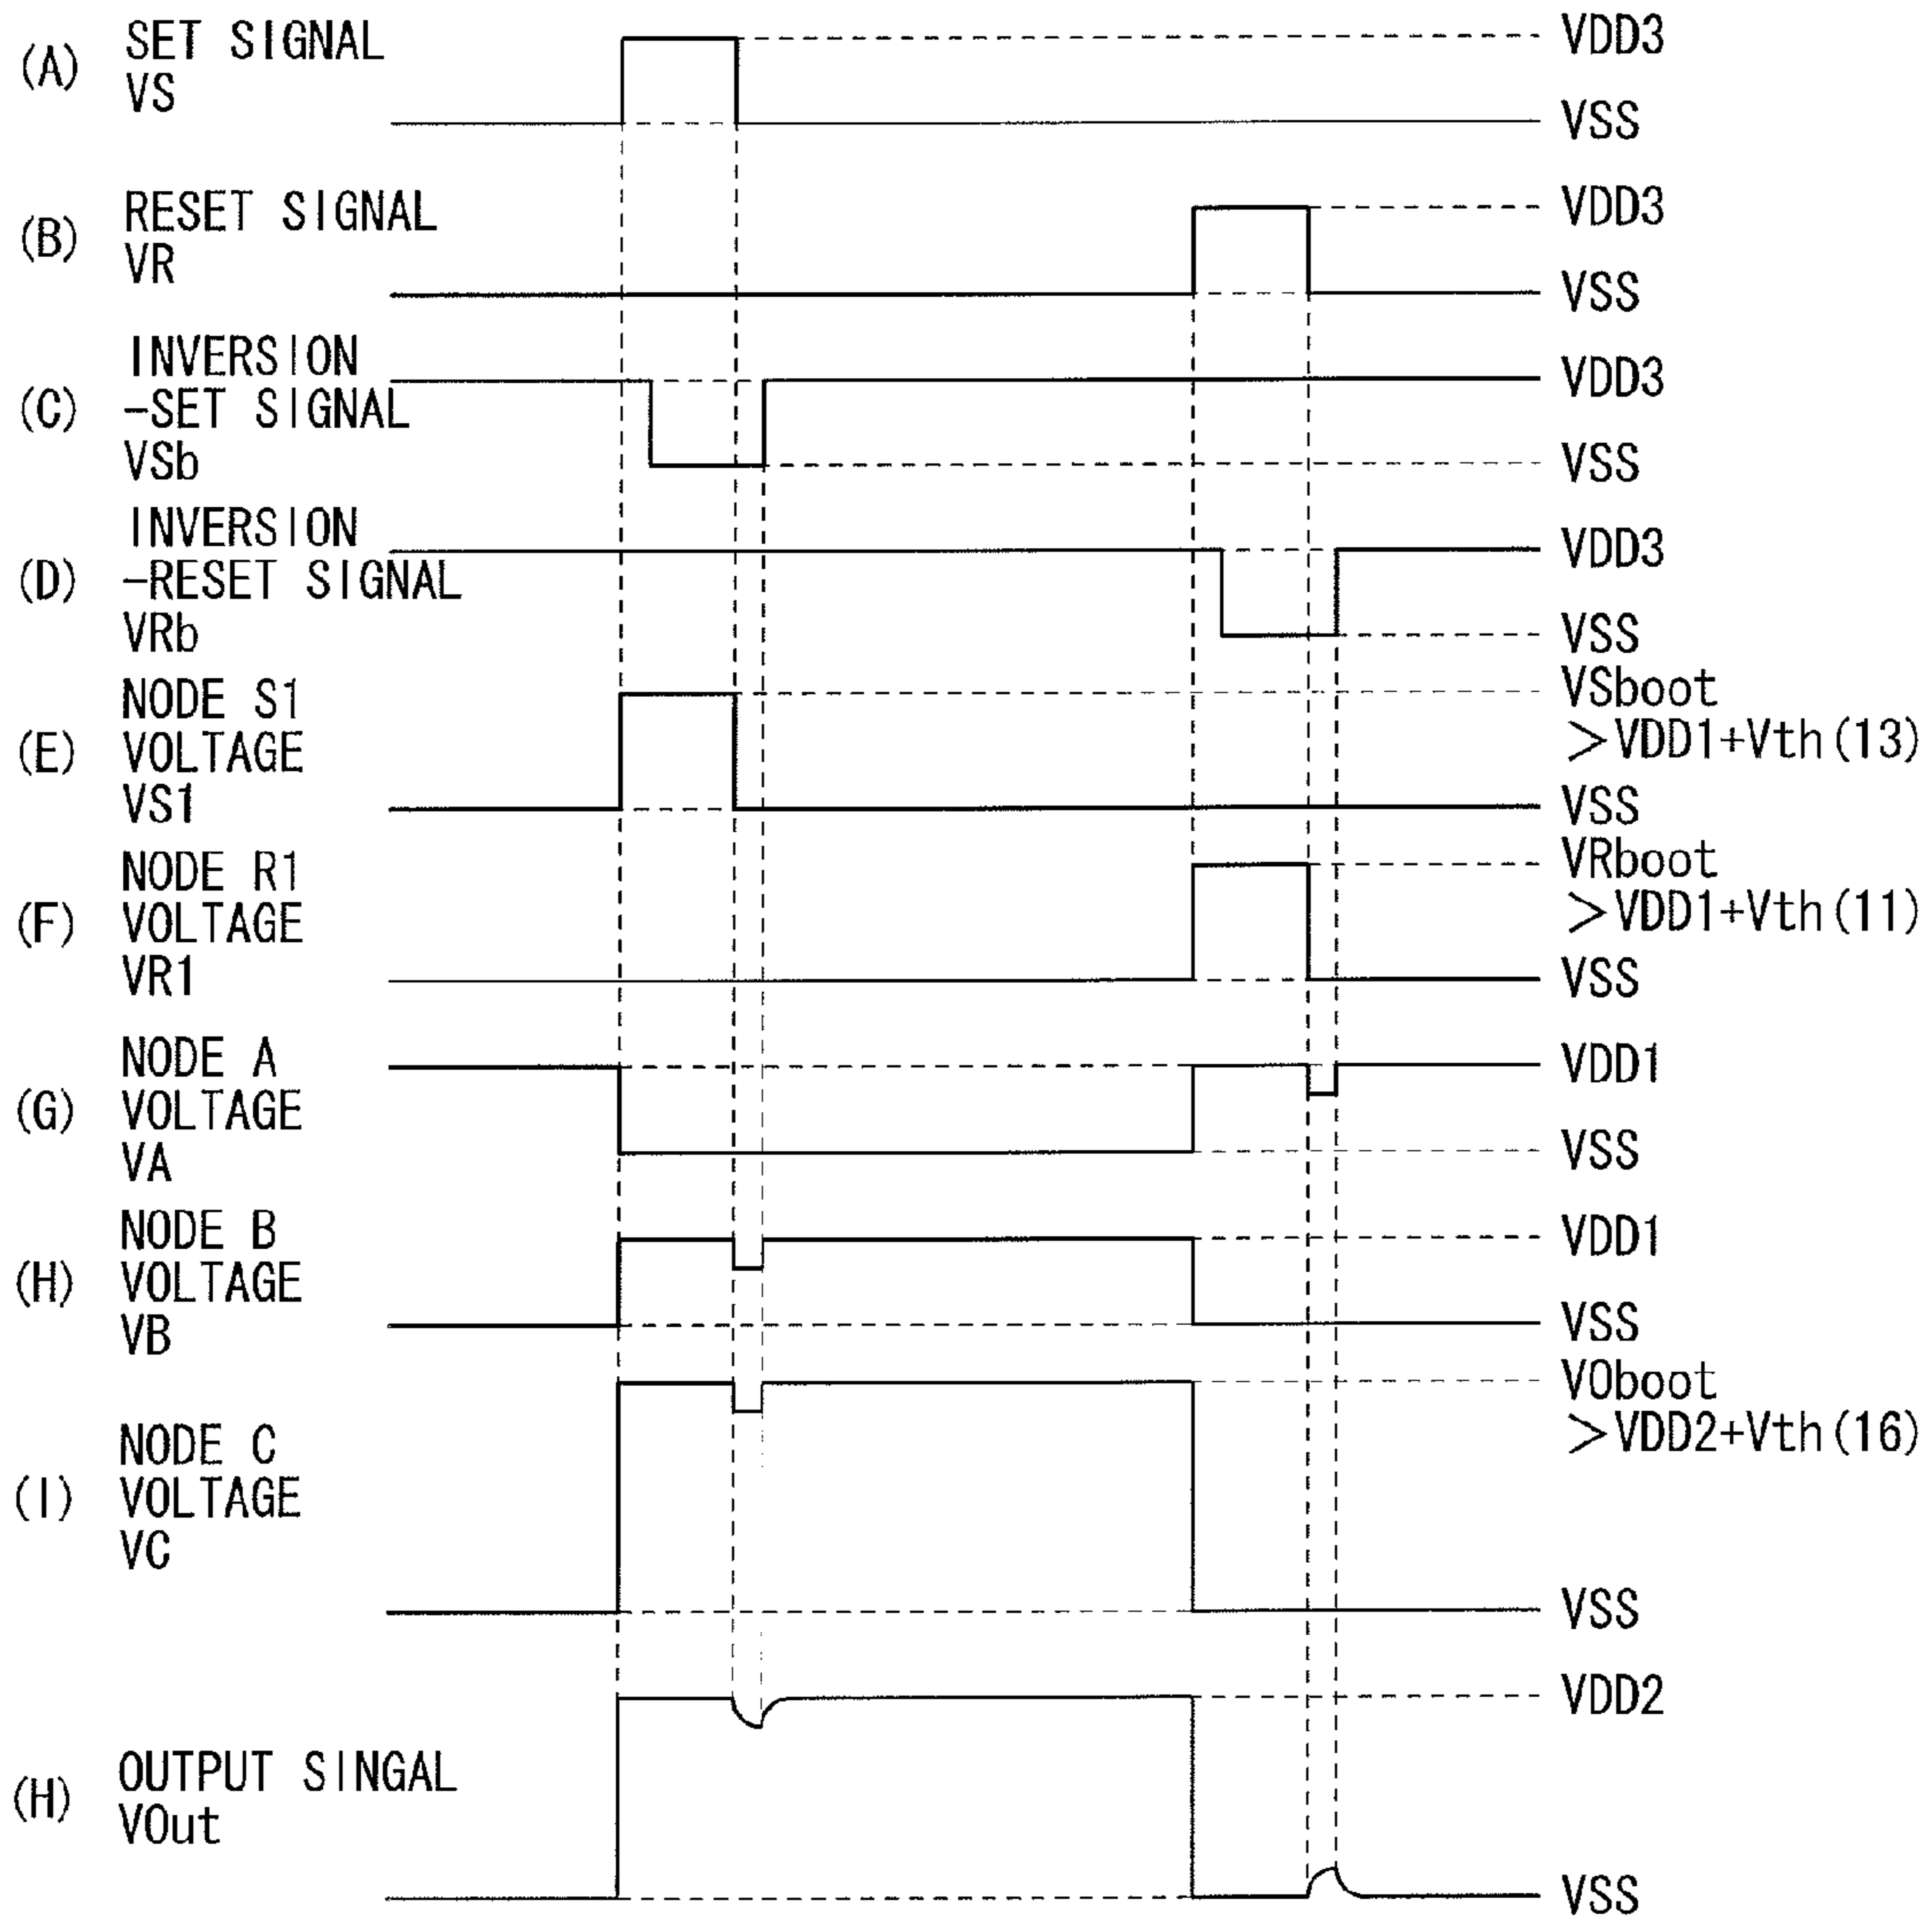 (A)
SET SIGNAL
VS
VDD3
VSS
(B)
RESET SIGNAL
VR
VDD3
VSS
(C)
INVERSION
-SET SIGNAL
VSb
VDD3
VSS
(D)
INVERSION
-RESET SIGNAL
VRb
VDD3
VSS
(E)
NODE S1
VOLTAGE
VS1
VSboot
>VDD1+Vth(13)
VSS
(F)
NODE R1
VOLTAGE
VR1
VRboot
>VDD1+Vth(11)
VSS
(G)
NODE A
VOLTAGE
VA
VDD1
VSS
(H)
NODE B
VOLTAGE
VB
VDD1
VSS
(I)
NODE C
VOLTAGE
VC
VOboot
>VDD2+Vth(16)
VSS
(H)
OUTPUT SINGAL
VOut
VDD2
VSS